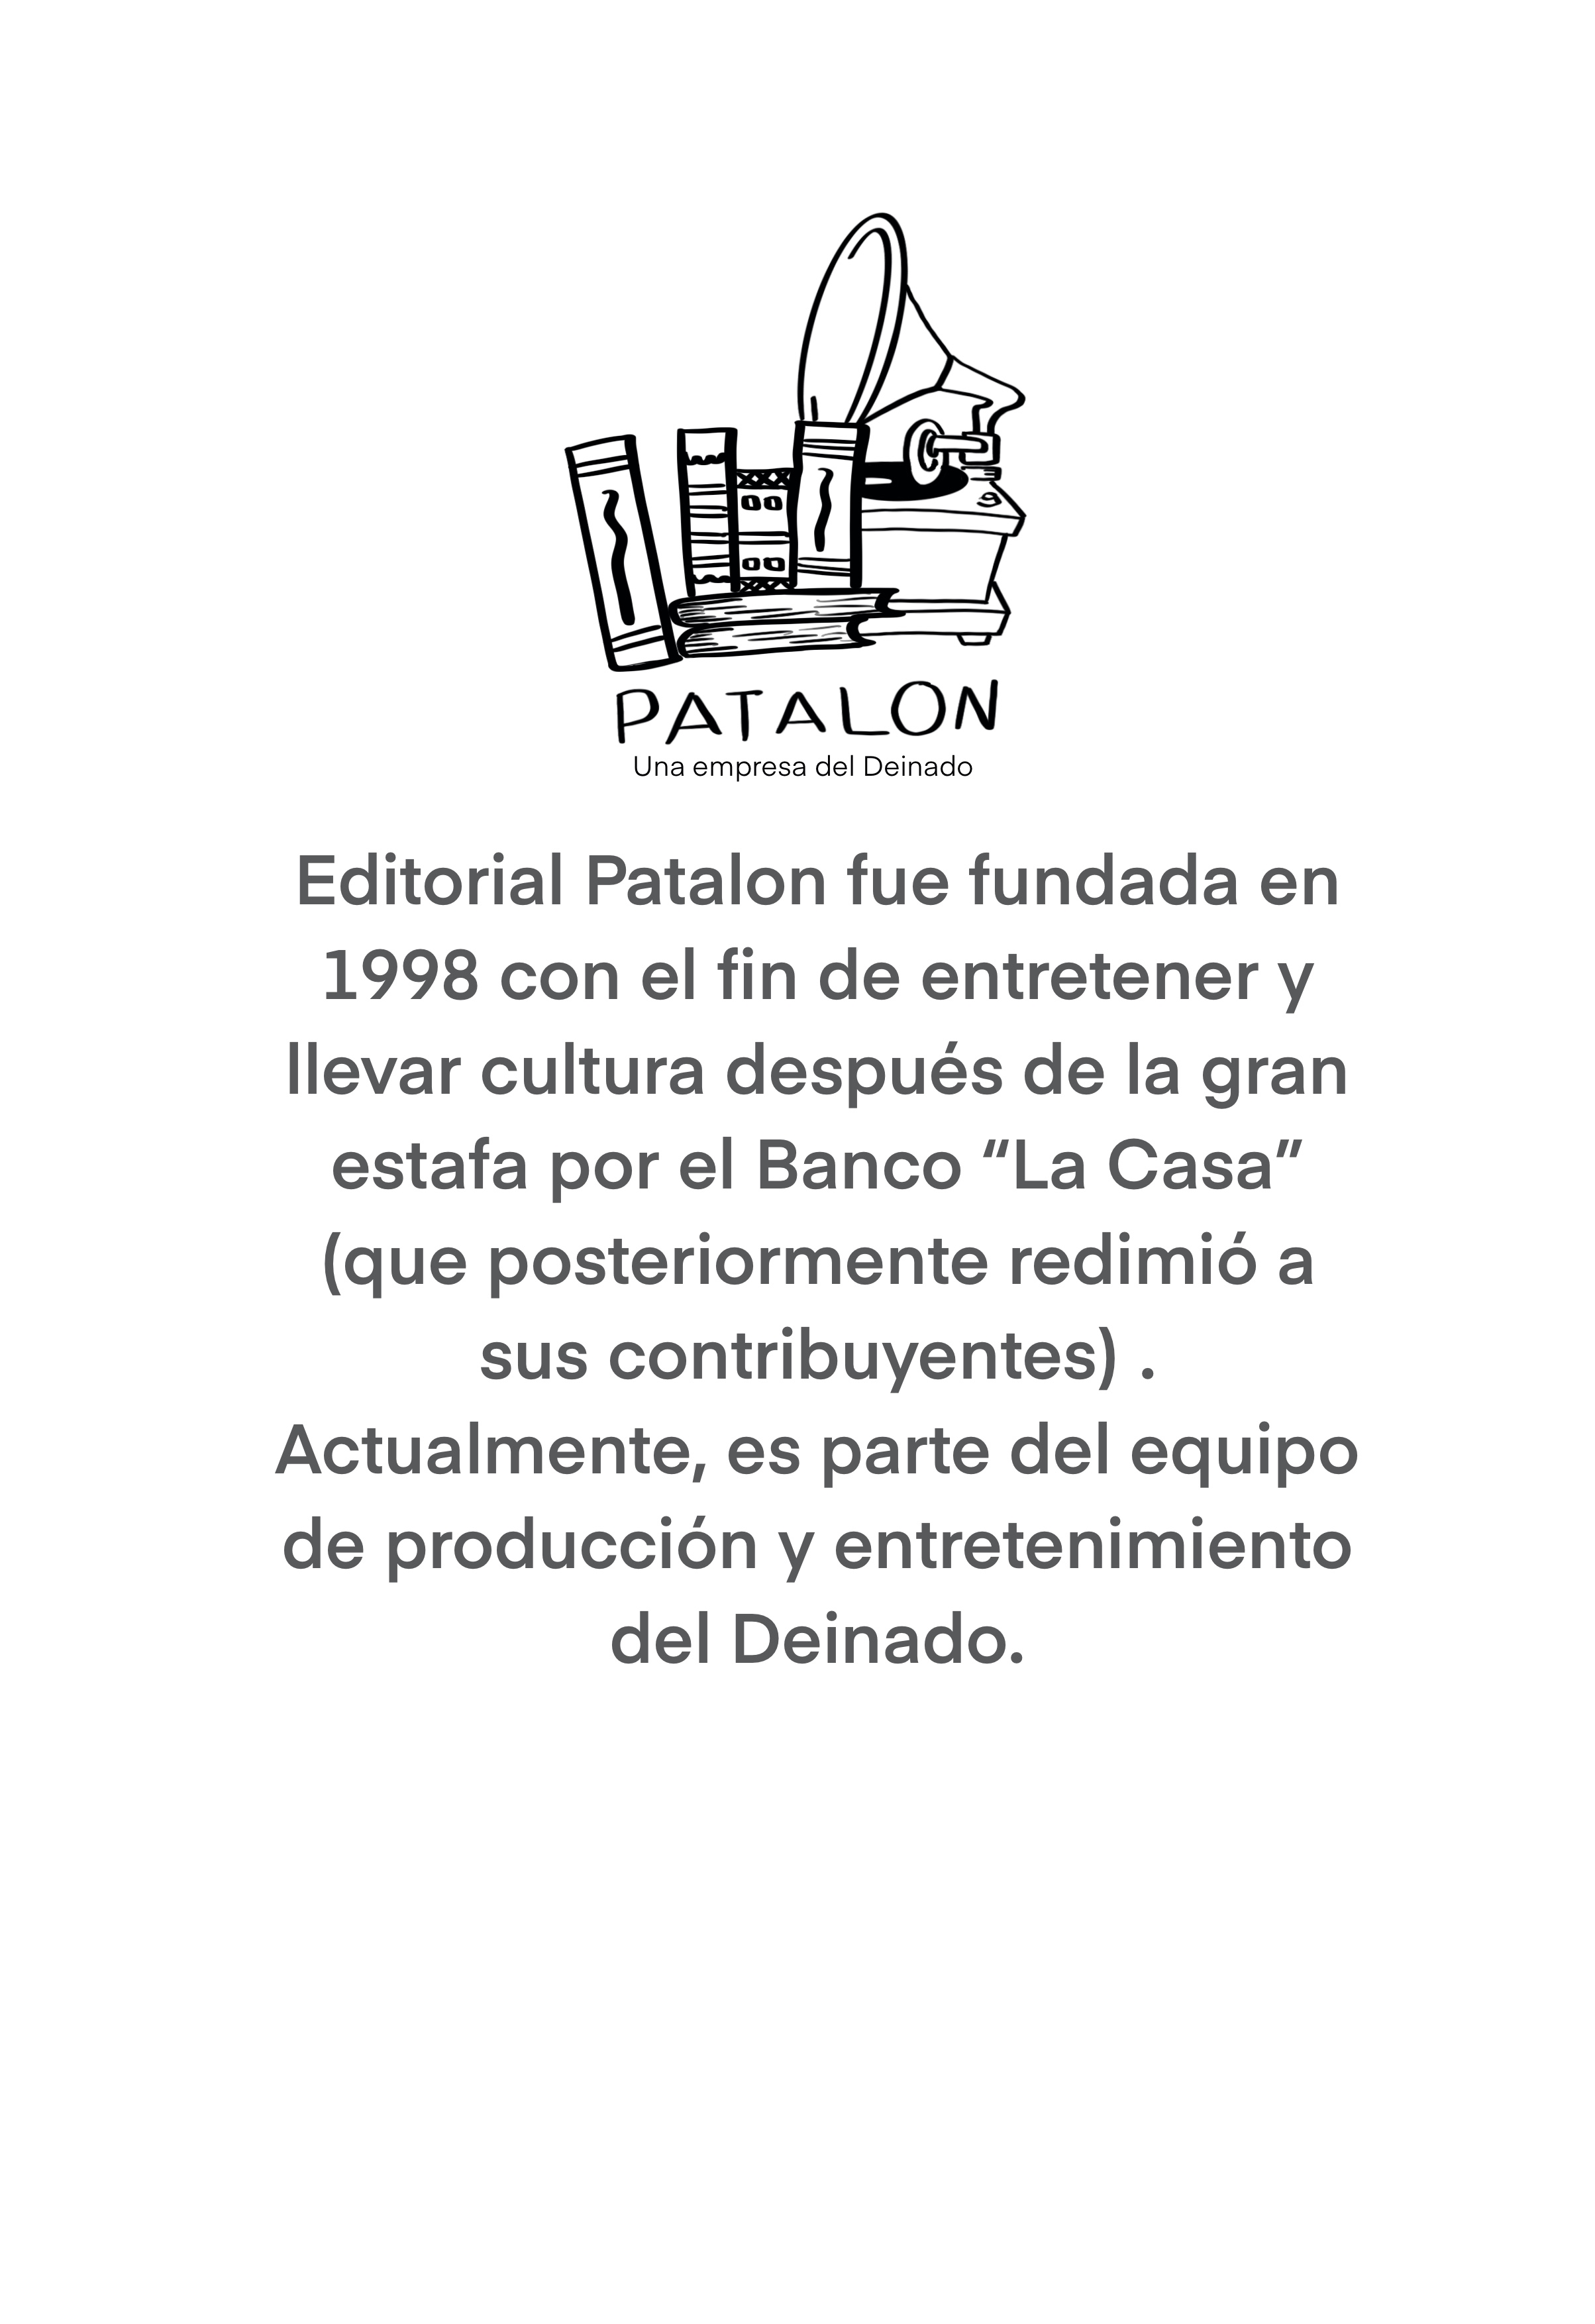 PATALON
Una empresa del Deinado
Editorial Patalon fue fundada en
1998 con el fin de entretener y
llevar cultura después de la gran
estafa por el Banco “La Casa”
(que posteriormente redimió a
sus contribuyentes) .
Actualmente, es parte del equipo
de producción y entretenimiento
del Deinado.